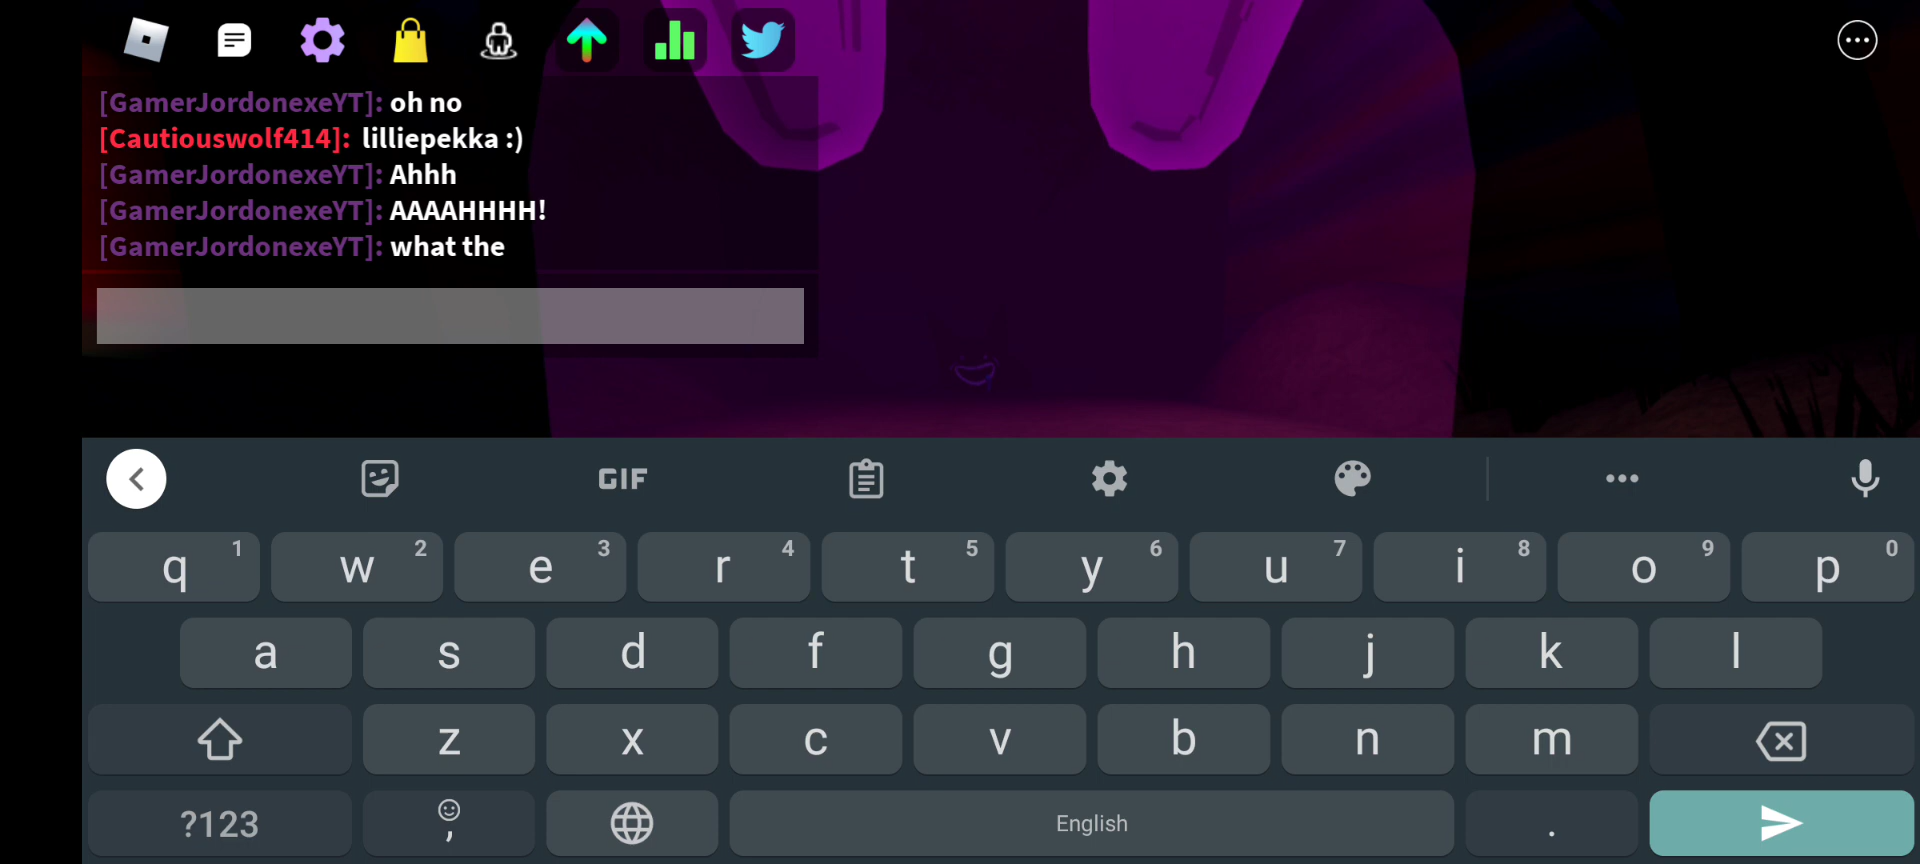 [GamerJordonexeYT]: oh no
[Cautiouswolf414]: lilliepekka :)
[GamerJordonexeYT]: Ahhh
[GamerJordonexeYT]: AAAAHHHH!
[GamerJordonexeYT]: what the
GIF
q 1 w 2 e 3 r 4 t 5 y 6 u 7 i 8 o 9 p 0
a s d f g h j k l
z x c v b n m
?123 , English .